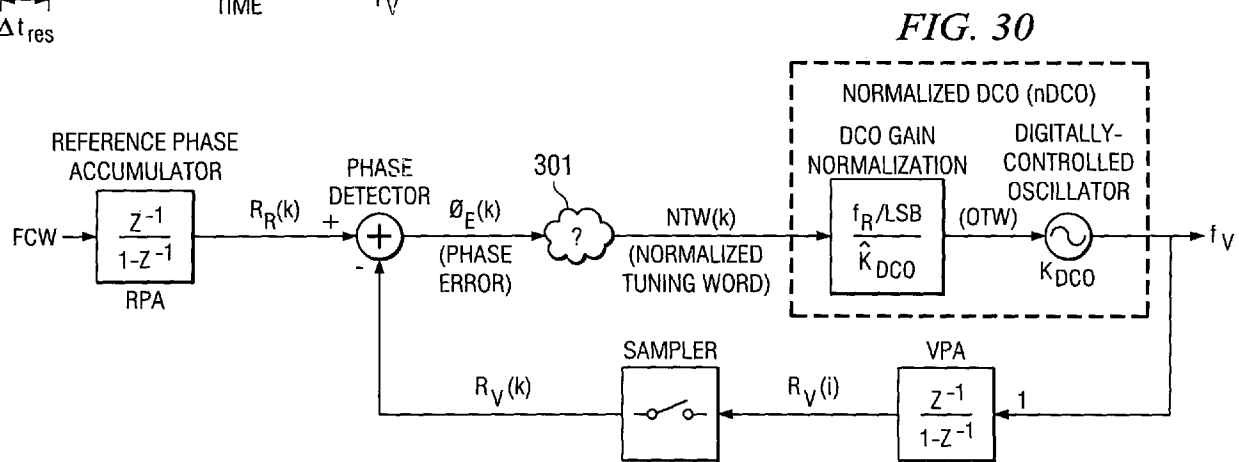 Δt_res
TIME
f_V
FIG. 30
NORMALIZED DCO (nDCO)
DCO GAIN
NORMALIZATION
DIGITALLY-
CONTROLLED
OSCILLATOR
REFERENCE PHASE
ACCUMULATOR
PHASE
DETECTOR
301
FCW
Z^-1
1-Z^-1
RPA
R_R(k)
+
+
-
Ø_E(k)
(PHASE
ERROR)
?
NTW(k)
(NORMALIZED
TUNING WORD)
f_R/LSB
K̂_DCO
(OTW)
K_DCO
f_V
SAMPLER
VPA
R_V(k)
R_V(i)
Z^-1
1-Z^-1
1